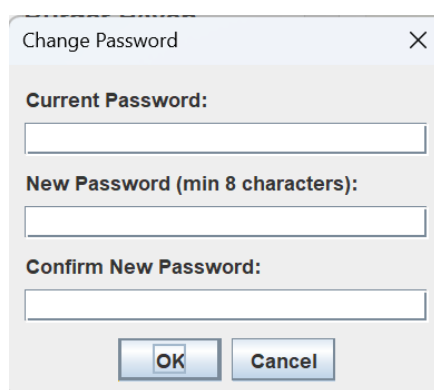 Change Password
Current Password:
New Password (min 8 characters):
Confirm New Password:
OK Cancel